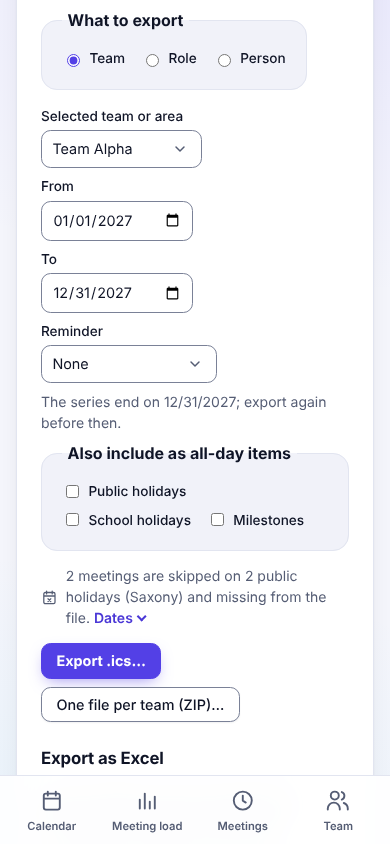 What to export
Team Role Person
Selected team or area
Team Alpha
From
01/01/2027
To
12/31/2027
Reminder
None
The series end on 12/31/2027; export again
before then.
Also include as all-day items
Public holidays
School holidays Milestones
2 meetings are skipped on 2 public
holidays (Saxony) and missing from the
file. Dates
Export .ics...
One file per team (ZIP)...
Export as Excel
Calendar Meeting load Meetings Team